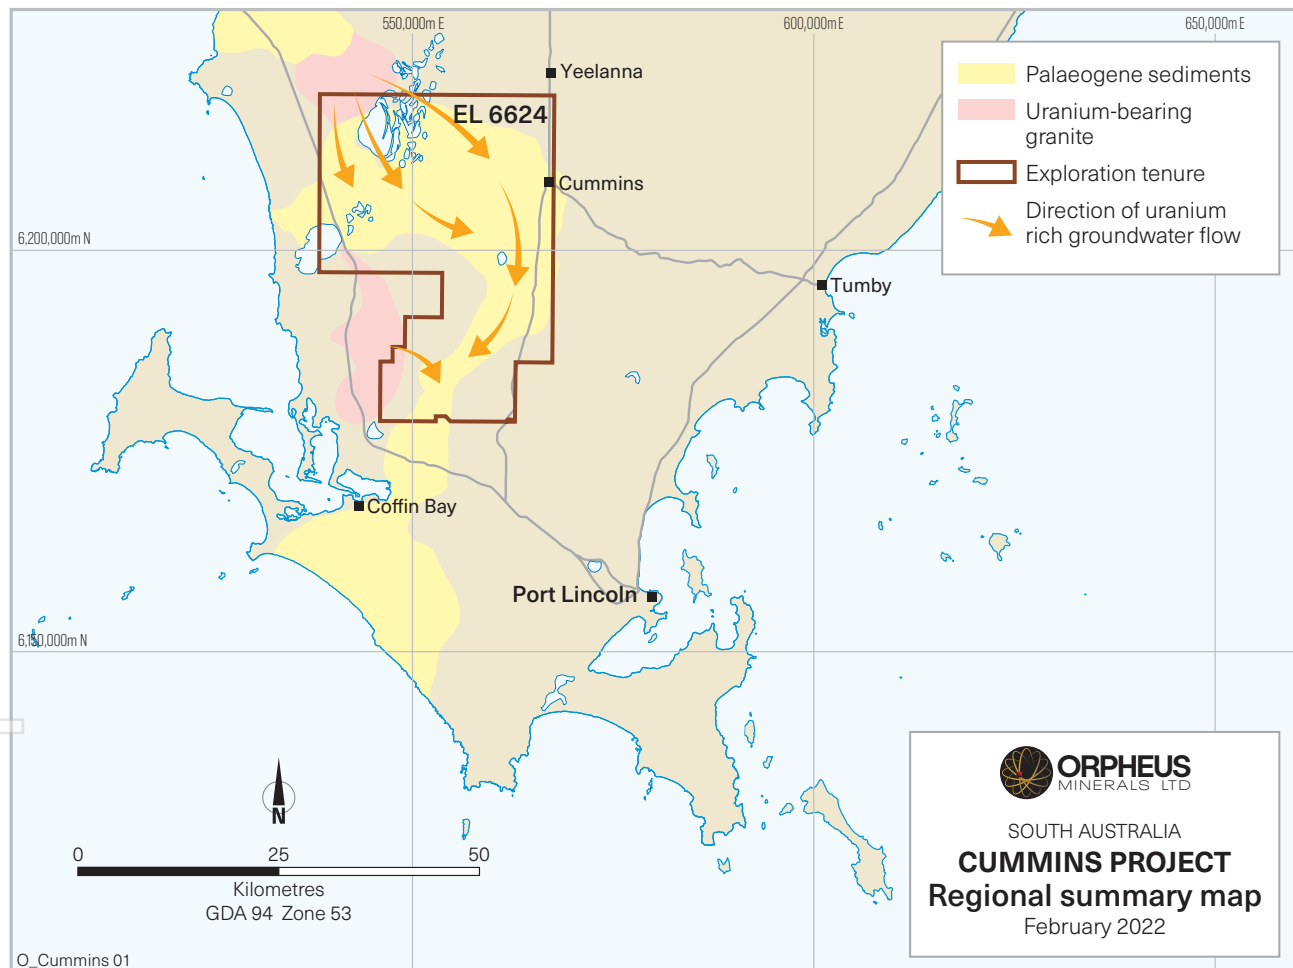 550,000m E
600,000m E
650,000m E
Yeelanna
EL 6624
Cummins
6,200,000m N
Tumby
Palaeogene sediments
Uranium-bearing
granite
Exploration tenure
Direction of uranium
rich groundwater flow
Coffin Bay
Port Lincoln
6,150,000m N
N
0 25 50
Kilometres
GDA 94 Zone 53
ORPHEUS
MINERALS LTD
SOUTH AUSTRALIA
CUMMINS PROJECT
Regional summary map
February 2022
O_Cummins 01